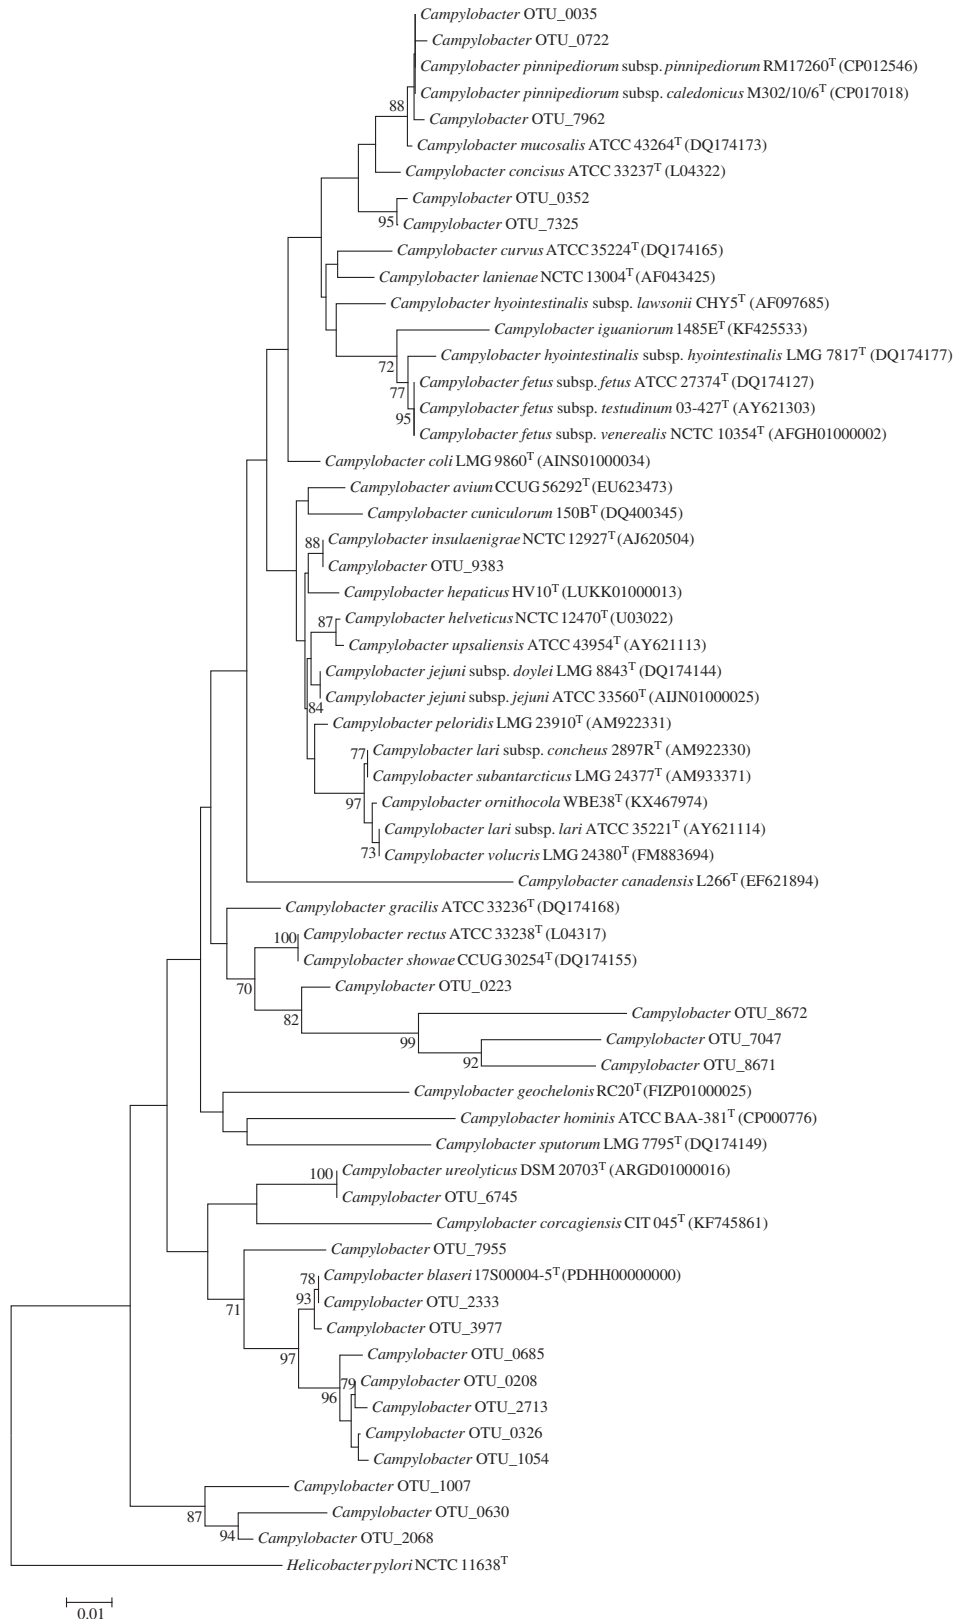 Campylobacter OTU_0035
Campylobacter OTU_0722
Campylobacter pinnipediorum subsp. pinnipediorum RM17260ᵀ (CP012546)
Campylobacter pinnipediorum subsp. caledonicus M302/10/6ᵀ (CP017018)
88
Campylobacter OTU_7962
Campylobacter mucosalis ATCC 43264ᵀ (DQ174173)
Campylobacter concisus ATCC 33237ᵀ (L04322)
Campylobacter OTU_0352
95 Campylobacter OTU_7325
Campylobacter curvus ATCC 35224ᵀ (DQ174165)
Campylobacter lanienae NCTC 13004ᵀ (AF043425)
Campylobacter hyointestinalis subsp. lawsonii CHY5ᵀ (AF097685)
Campylobacter iguaniorum 1485Eᵀ (KF425533)
Campylobacter hyointestinalis subsp. hyointestinalis LMG 7817ᵀ (DQ174177)
72
Campylobacter fetus subsp. fetus ATCC 27374ᵀ (DQ174127)
77
Campylobacter fetus subsp. testudinum 03-427ᵀ (AY621303)
95
Campylobacter fetus subsp. venerealis NCTC 10354ᵀ (AFGH01000002)
Campylobacter coli LMG 9860ᵀ (AINS01000034)
Campylobacter avium CCUG 56292ᵀ (EU623473)
Campylobacter cuniculorum 150Bᵀ (DQ400345)
88 Campylobacter insulaenigrae NCTC 12927ᵀ (AJ620504)
Campylobacter OTU_9383
Campylobacter hepaticus HV10ᵀ (LUKK01000013)
87 Campylobacter helveticus NCTC 12470ᵀ (U03022)
Campylobacter upsaliensis ATCC 43954ᵀ (AY621113)
Campylobacter jejuni subsp. doylei LMG 8843ᵀ (DQ174144)
Campylobacter jejuni subsp. jejuni ATCC 33560ᵀ (AIJN01000025)
84
Campylobacter peloridis LMG 23910ᵀ (AM922331)
77 Campylobacter lari subsp. concheus 2897Rᵀ (AM922330)
Campylobacter subantarcticus LMG 24377ᵀ (AM933371)
97 Campylobacter ornithocola WBE38ᵀ (KX467974)
Campylobacter lari subsp. lari ATCC 35221ᵀ (AY621114)
73 Campylobacter volucris LMG 24380ᵀ (FM883694)
Campylobacter canadensis L266ᵀ (EF621894)
Campylobacter gracilis ATCC 33236ᵀ (DQ174168)
100 Campylobacter rectus ATCC 33238ᵀ (L04317)
Campylobacter showae CCUG 30254ᵀ (DQ174155)
70 Campylobacter OTU_0223
Campylobacter OTU_8672
82
Campylobacter OTU_7047
99
92 Campylobacter OTU_8671
Campylobacter geochelonis RC20ᵀ (FIZP01000025)
Campylobacter hominis ATCC BAA-381ᵀ (CP000776)
Campylobacter sputorum LMG 7795ᵀ (DQ174149)
100 Campylobacter ureolyticus DSM 20703ᵀ (ARGD01000016)
Campylobacter OTU_6745
Campylobacter corcagiensis CIT 045ᵀ (KF745861)
Campylobacter OTU_7955
78 Campylobacter blaseri 17S00004-5ᵀ (PDHH00000000)
93 Campylobacter OTU_2333
71
Campylobacter OTU_3977
97 Campylobacter OTU_0685
79 Campylobacter OTU_0208
96
Campylobacter OTU_2713
Campylobacter OTU_0326
Campylobacter OTU_1054
Campylobacter OTU_1007
87 Campylobacter OTU_0630
94 Campylobacter OTU_2068
Helicobacter pylori NCTC 11638ᵀ
0.01